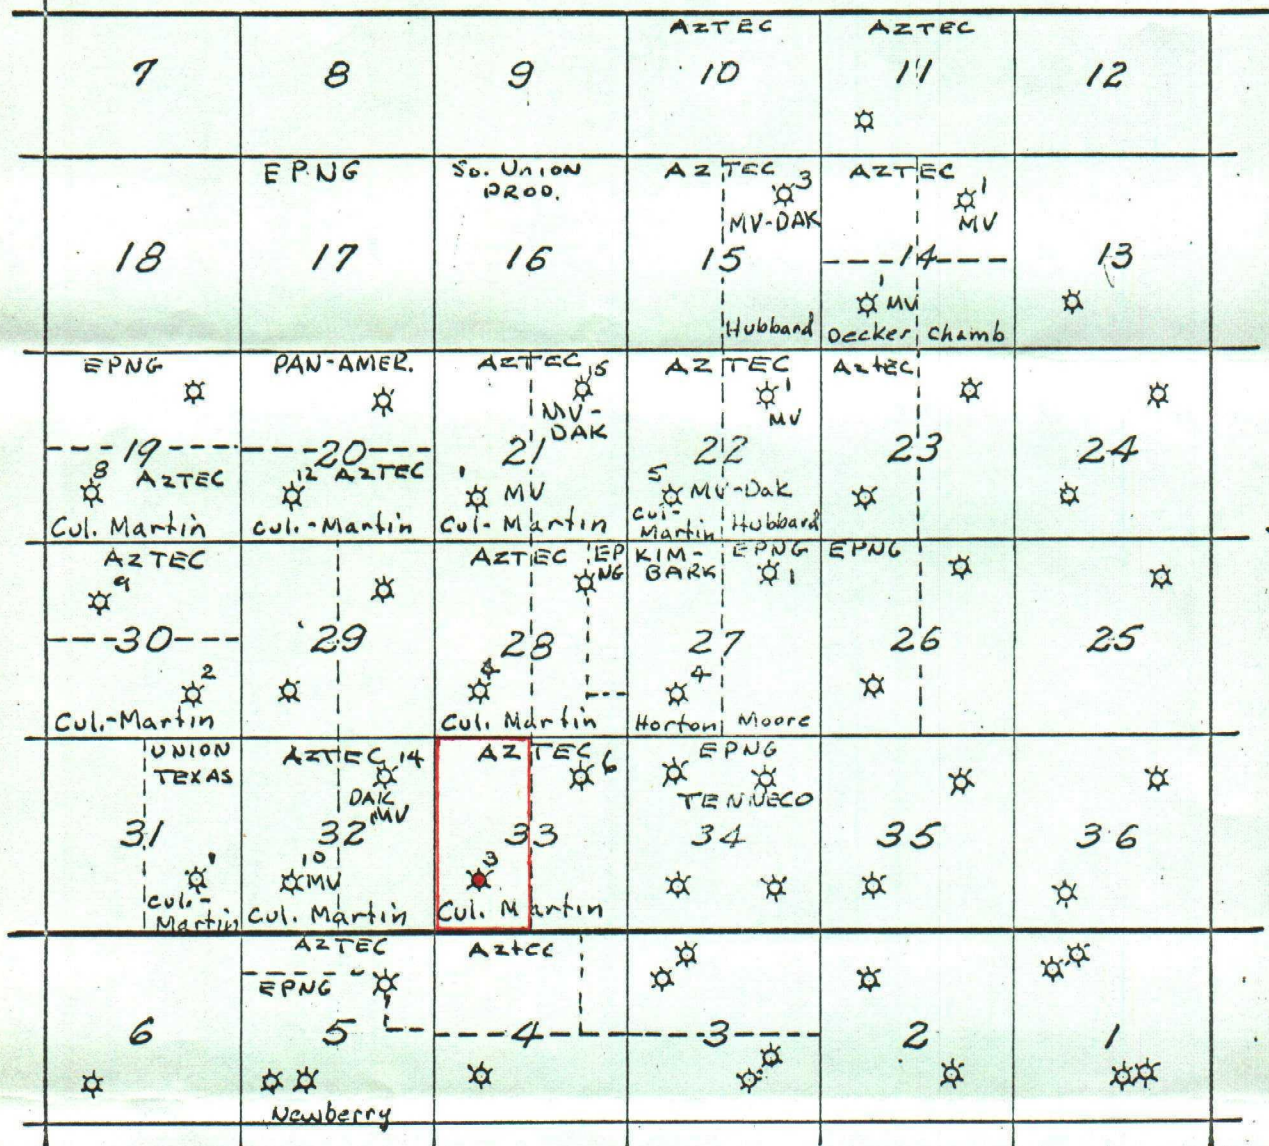 AZTEC
AZTEC
7
8
9
10
11
12
EPNG
So. UNION
PROD.
AZTEC
3
MV-DAK
AZTEC
1
MV
18
17
16
15
14
13
1
MV
Hubbard
Decker
Chamb
EPNG
PAN-AMER.
AZTEC
15
MV-
DAK
AZTEC
1
MV
AztEC
19
20
21
22
23
24
8
AZTEC
12
AZTEC
1
MV
5
MV-Dak
Cul. Martin
Cul.-Martin
Cul-Martin
Cul-
Martin
Hubbard
AZTEC
9
AZTEC
EP
NG
KIM-
BARK
EPNG
1
EPNG
30
29
28
27
26
25
2
4
4
Cul.-Martin
Cul. Martin
Horton
Moore
UNION
TEXAS
AZTEC
14
DAK
MV
AZTEC
6
EPNG
TENNECO
31
32
33
34
35
36
1
10
MV
3
Cul.-
Martin
Cul. Martin
Cul. Martin
AZTEC
EPNG
AztEC
6
5
4
3
2
1
Newberry